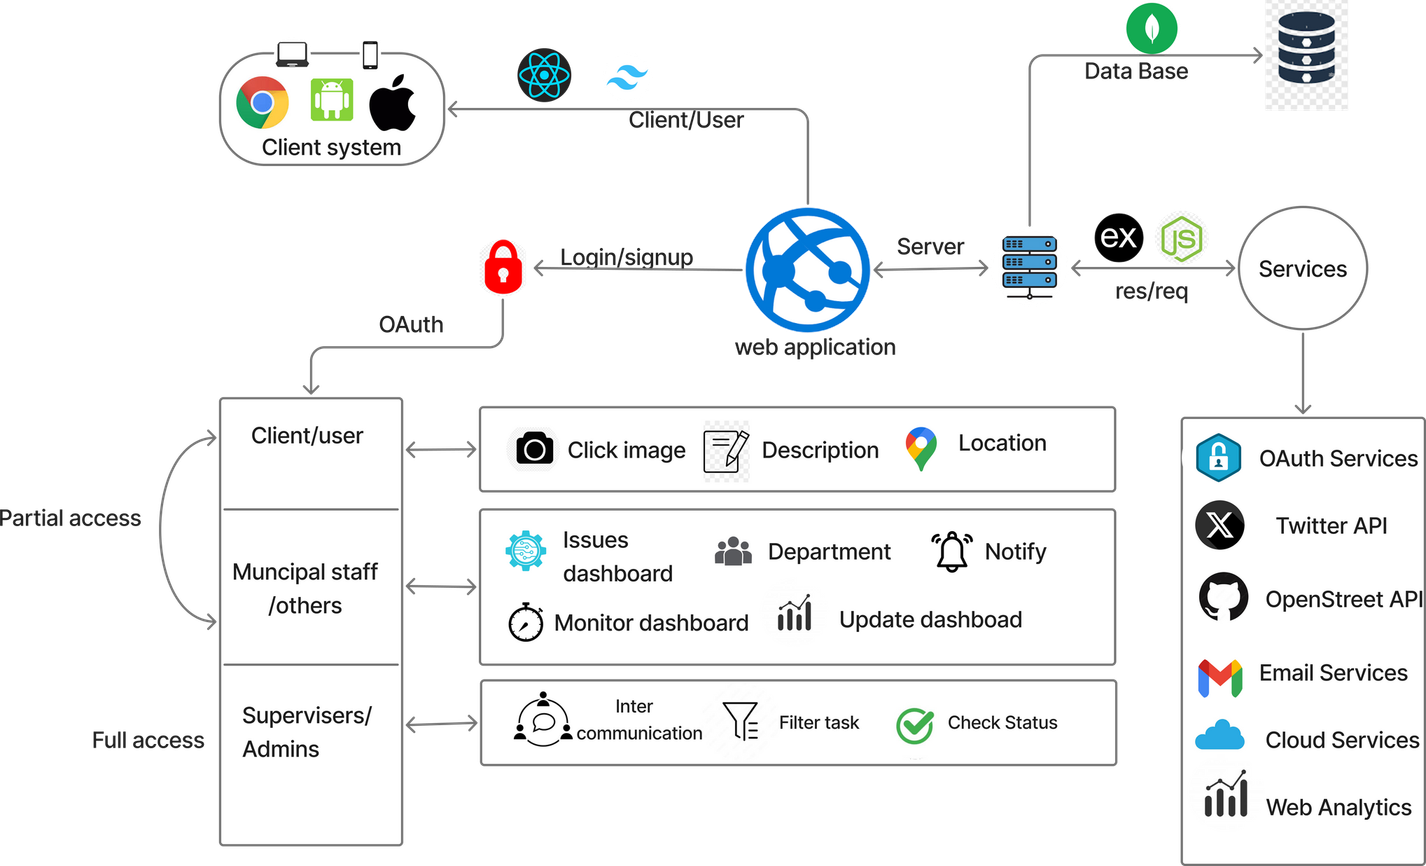 Data Base
Client/User
Client system
ex
JS
Login/signup
Server
res/req
Services
web application
OAuth
Client/user
Click image
Description
Location
Partial access
Muncipal staff
/others
Issues
dashboard
Department
Notify
Monitor dashboard
Update dashboad
Full access
Supervisers/
Admins
Inter
communication
Filter task
Check Status
OAuth Services
X
Twitter API
OpenStreet API
Email Services
Cloud Services
Web Analytics